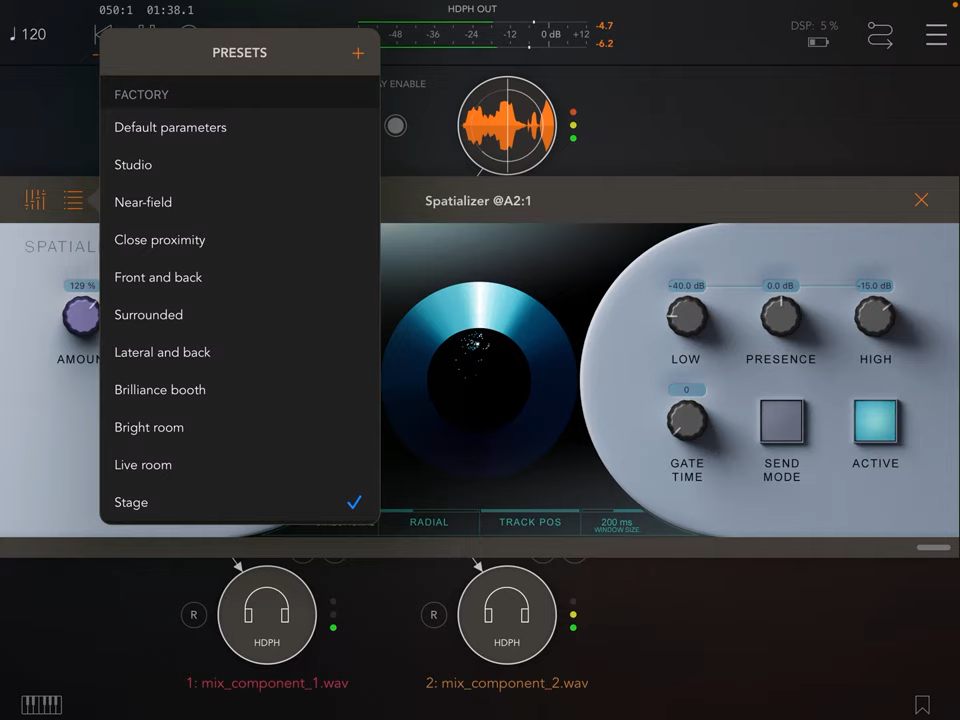 050:1 01:38.1
HDPH OUT
♩120
-48 -36 -24 -12 0 dB +12
-4.7
-6.2
DSP: 5 %
PRESETS +
FACTORY
Default parameters
Studio
Near-field
Close proximity
Front and back
Surrounded
Lateral and back
Brilliance booth
Bright room
Live room
Stage
AY ENABLE
Spatializer @A2:1
SPATIAL
129 %
AMOUN
-40.0 dB 0.0 dB -15.0 dB
LOW PRESENCE HIGH
0
GATE TIME
SEND MODE
ACTIVE
RADIAL TRACK POS 200 ms
WINDOW SIZE
R HDPH R HDPH
1: mix_component_1.wav 2: mix_component_2.wav